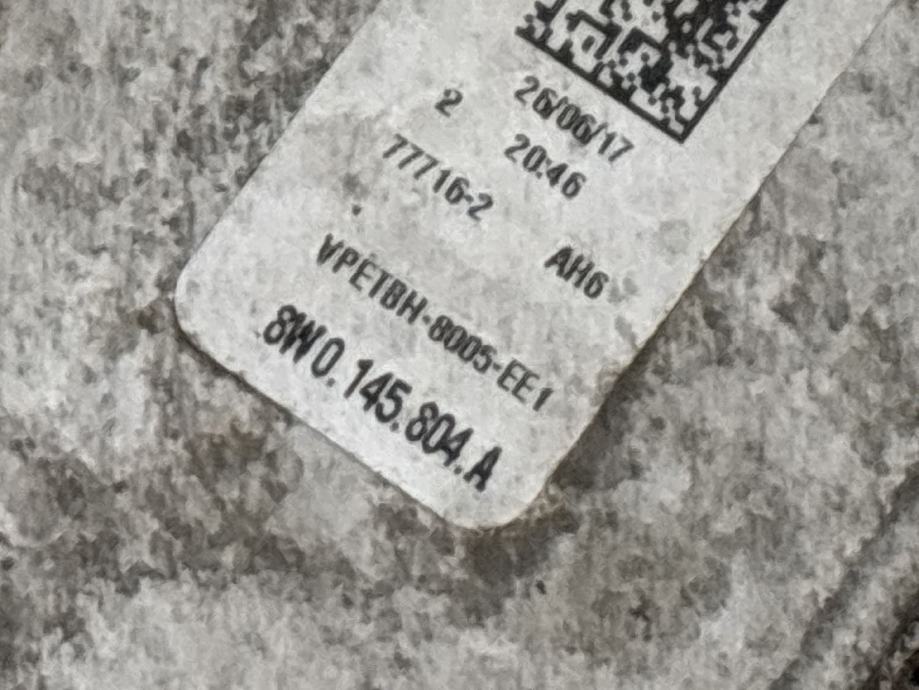 26/06/17
2 20:46
77716-2
AH6
VPETBH-8005-EE1
8W0.145.804.A